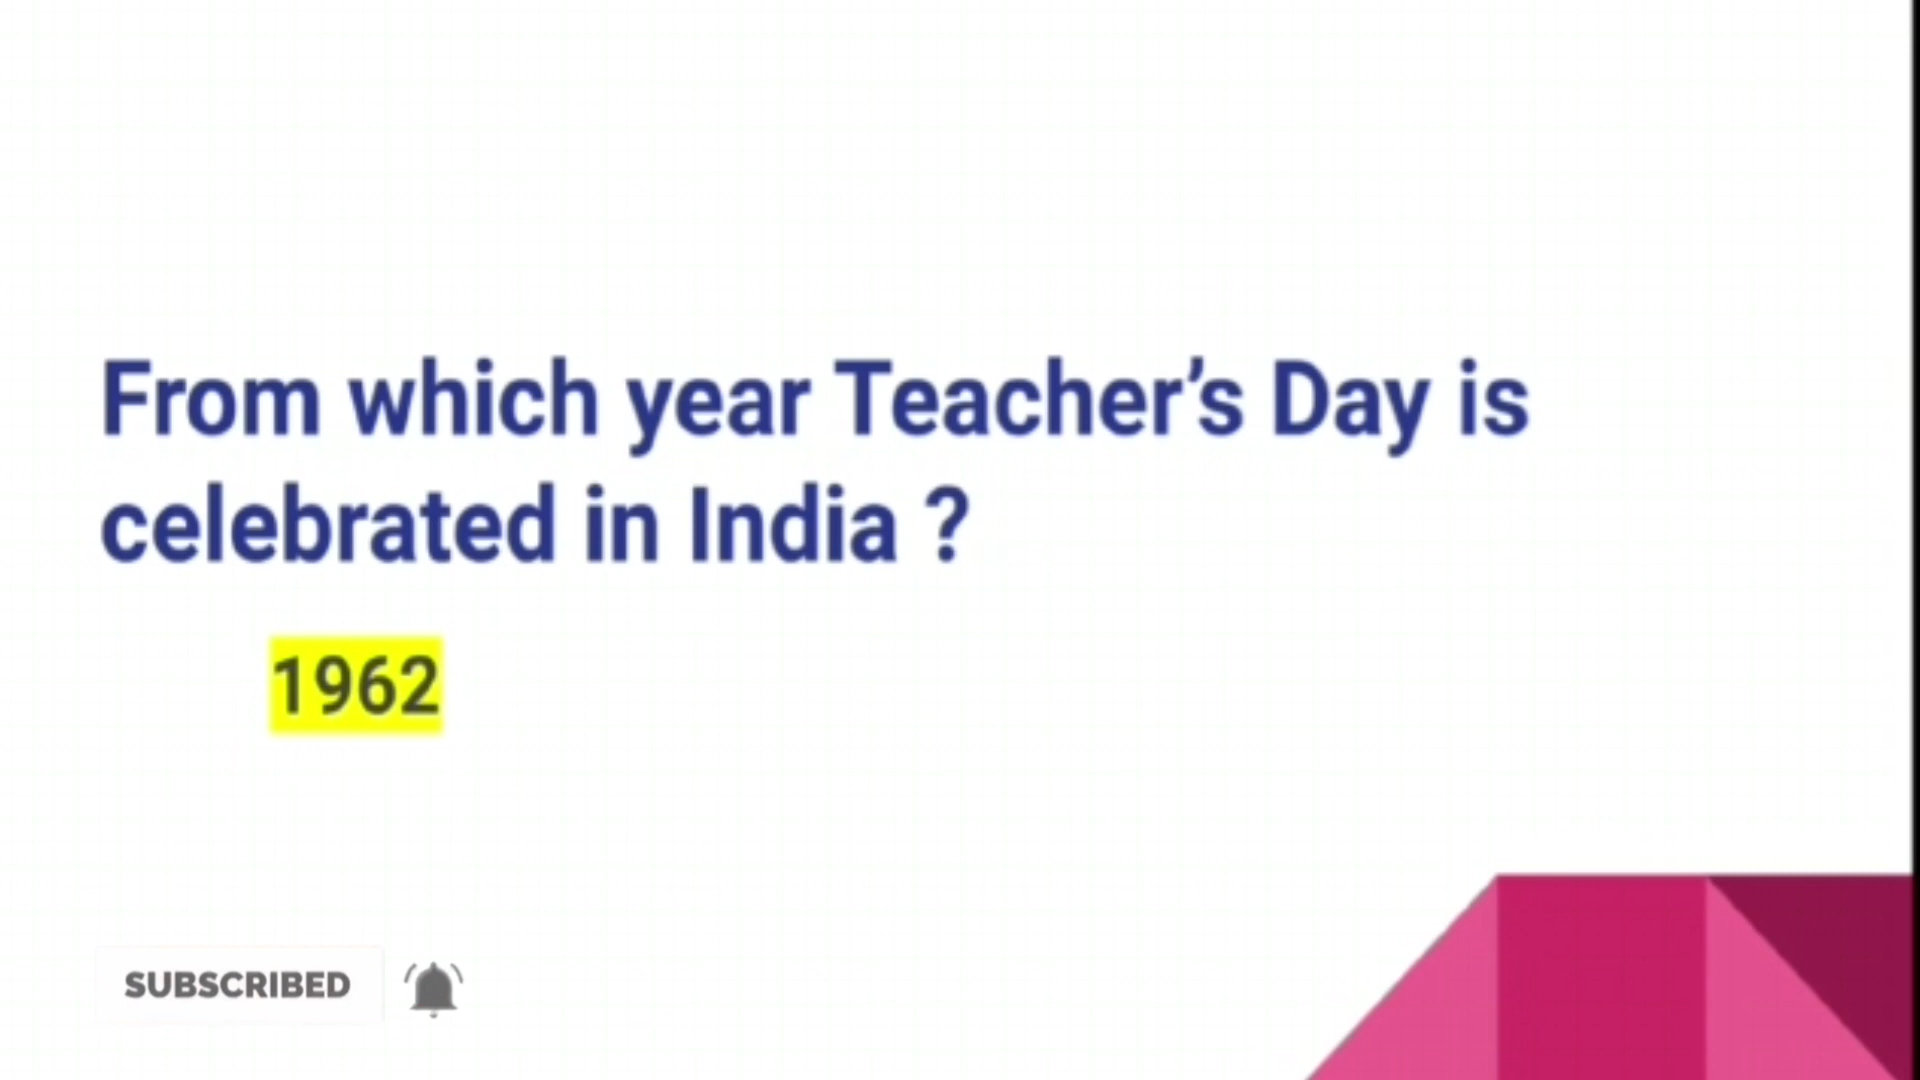 From which year Teacher’s Day is
celebrated in India ?
1962
SUBSCRIBED